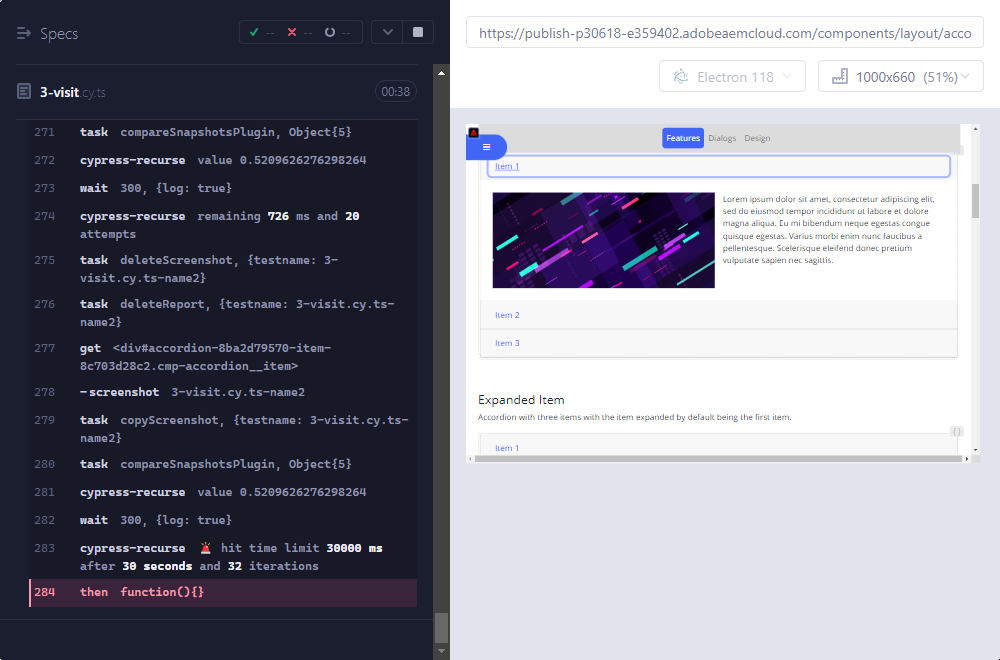 Specs
-- -- --
3-visit.cy.ts
00:38
271 task compareSnapshotsPlugin, Object{5}
272 cypress-recurse value 0.5209626276298264
273 wait 300, {log: true}
274 cypress-recurse remaining 726 ms and 20
attempts
275 task deleteScreenshot, {testname: 3-
visit.cy.ts-name2}
276 task deleteReport, {testname: 3-visit.cy.ts-
name2}
277 get <div#accordion-8ba2d79570-item-
8c703d28c2.cmp-accordion__item>
278 -screenshot 3-visit.cy.ts-name2
279 task copyScreenshot, {testname: 3-visit.cy.ts-
name2}
280 task compareSnapshotsPlugin, Object{5}
281 cypress-recurse value 0.5209626276298264
282 wait 300, {log: true}
283 cypress-recurse 🚨 hit time limit 30000 ms
after 30 seconds and 32 iterations
284 then function(){}
https://publish-p30618-e359402.adobeaemcloud.com/components/layout/acco
Electron 118
1000x660 (51%)
Features Dialogs Design
Item 1
Lorem ipsum dolor sit amet, consectetur adipiscing elit,
sed do eiusmod tempor incididunt ut labore et dolore
magna aliqua. Eu mi bibendum neque egestas congue
quisque egestas. Varius morbi enim nunc faucibus a
pellentesque. Scelerisque eleifend donec pretium
vulputate sapien nec sagittis.
Item 2
Item 3
Expanded Item
Accordion with three items with the item expanded by default being the first item.
{ }
Item 1